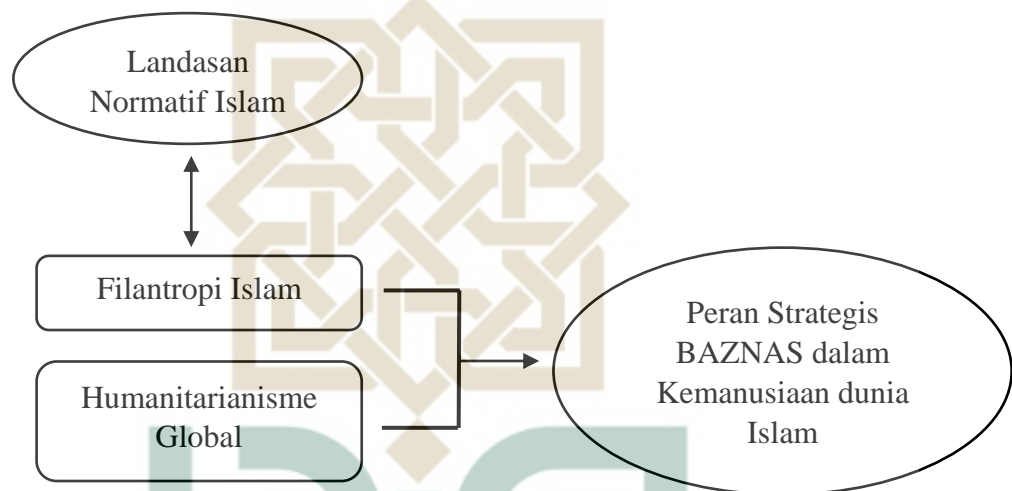 Landasan
Normatif Islam
Filantropi Islam
Humanitarianisme
Global
Peran Strategis
BAZNAS dalam
Kemanusiaan dunia
Islam